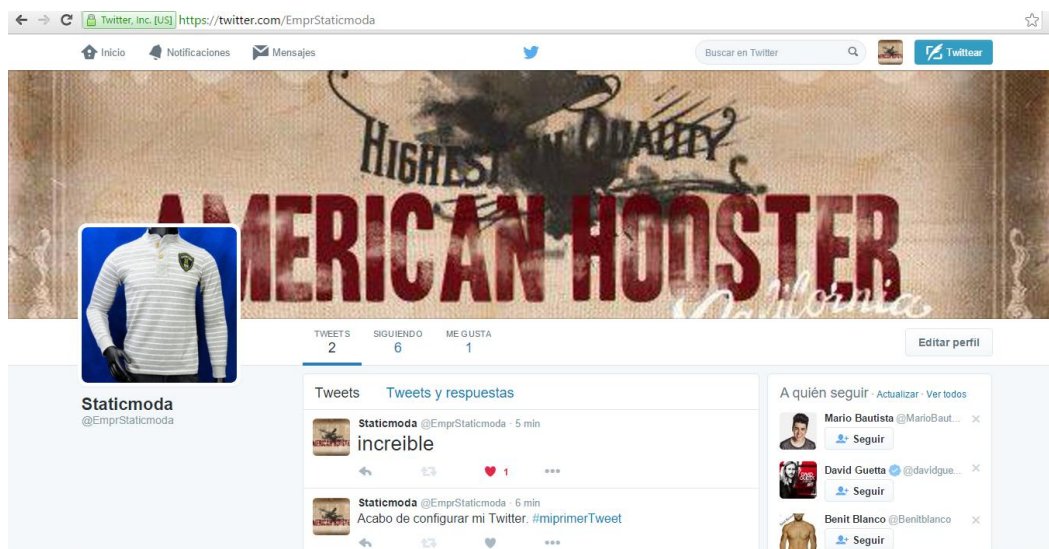 Twitter, Inc. [US] https://twitter.com/EmprStaticmoda
Inicio Notificaciones Mensajes Buscar en Twitter Twittear
HIGHEST IN QUALITY
AMERICAN HOOSTER
California
TWEETS SIGUIENDO ME GUSTA
2 6 1
Editar perfil
Staticmoda
@EmprStaticmoda
Tweets Tweets y respuestas
Staticmoda @EmprStaticmoda · 5 min
increible
1
Staticmoda @EmprStaticmoda · 6 min
Acabo de configurar mi Twitter. #miprimerTweet
A quién seguir · Actualizar · Ver todos
Mario Bautista @MarioBaut...
Seguir
David Guetta @davidgue...
Seguir
Benit Blanco @Benitblanco
Seguir